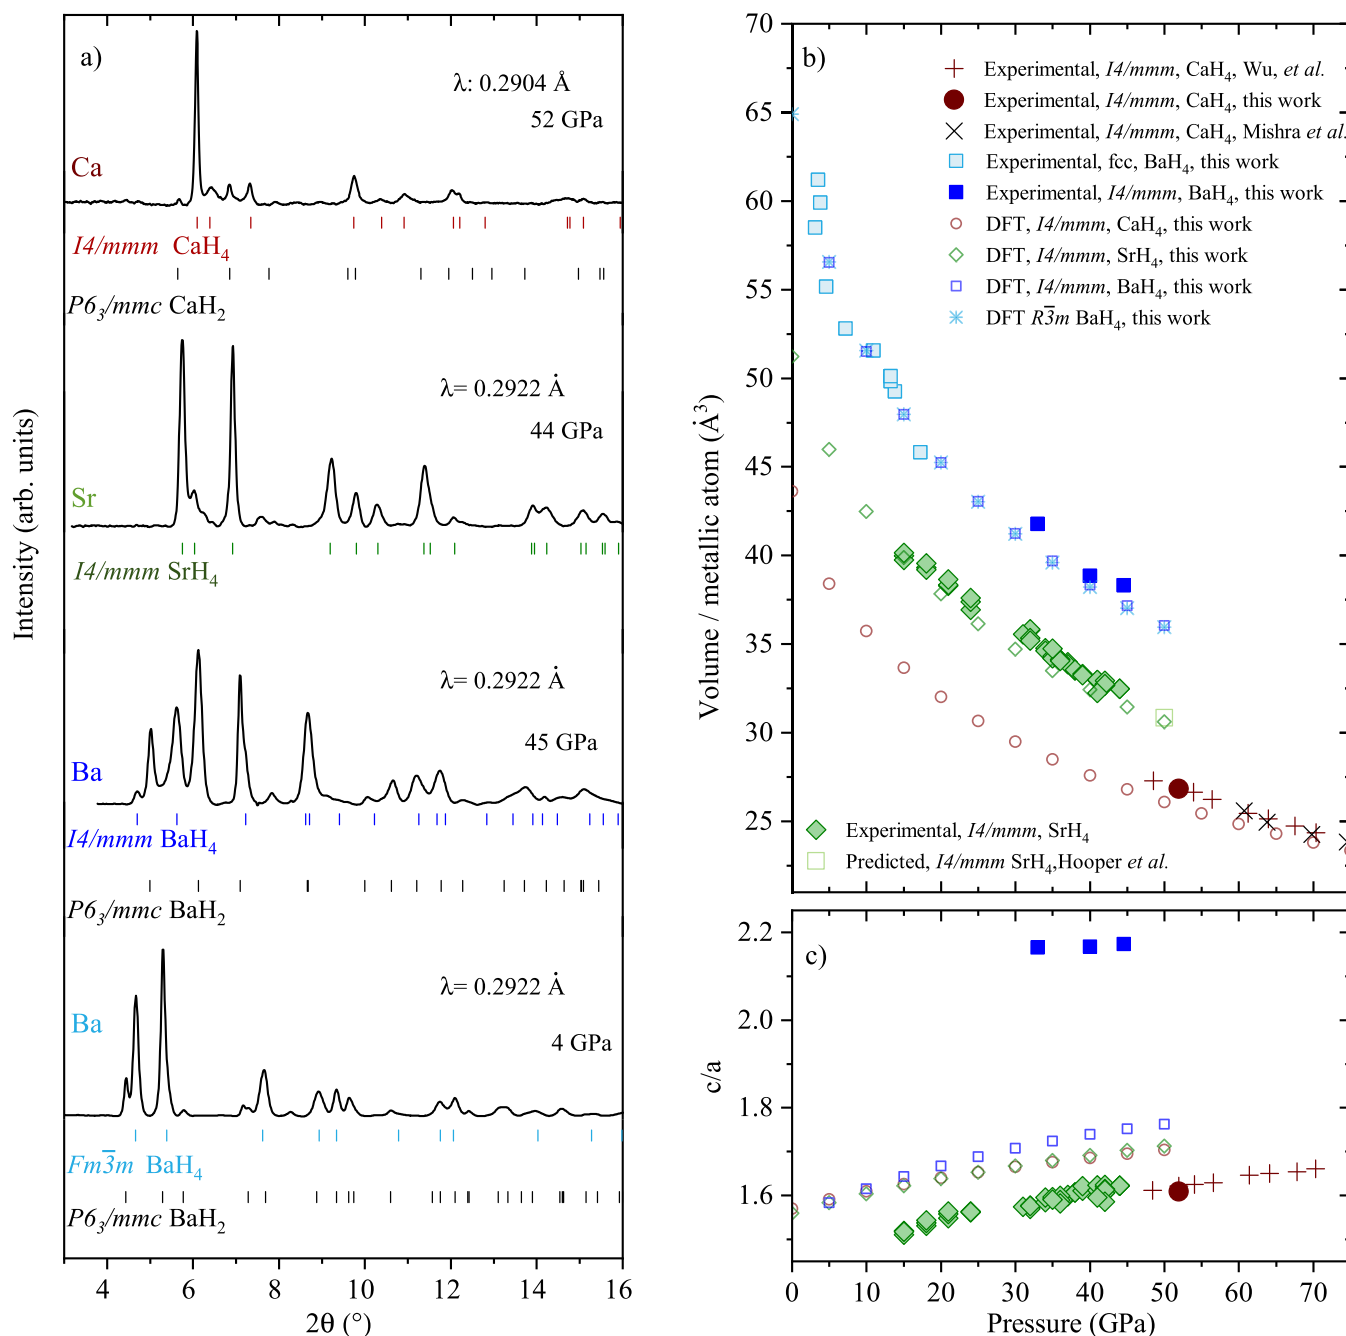 a)
λ: 0.2904 Å
52 GPa
Ca
I4/mmm CaH4
P63/mmc CaH2
λ= 0.2922 Å
44 GPa
Sr
I4/mmm SrH4
λ= 0.2922 Å
45 GPa
Ba
I4/mmm BaH4
P63/mmc BaH2
λ= 0.2922 Å
Ba
4 GPa
Fm3̅m BaH4
P63/mmc BaH2
Intensity (arb. units)
4 6 8 10 12 14 16
2θ (°)
b)
Experimental, I4/mmm, CaH4, Wu, et al.
Experimental, I4/mmm, CaH4, this work
Experimental, I4/mmm, CaH4, Mishra et al.
Experimental, fcc, BaH4, this work
Experimental, I4/mmm, BaH4, this work
DFT, I4/mmm, CaH4, this work
DFT, I4/mmm, SrH4, this work
DFT, I4/mmm, BaH4, this work
DFT R3̅m BaH4, this work
Experimental, I4/mmm, SrH4
Predicted, I4/mmm SrH4,Hooper et al.
70
65
60
55
50
45
40
35
30
25
Volume / metallic atom (Å3)
c)
2.2
2.0
1.8
1.6
c/a
0 10 20 30 40 50 60 70
Pressure (GPa)